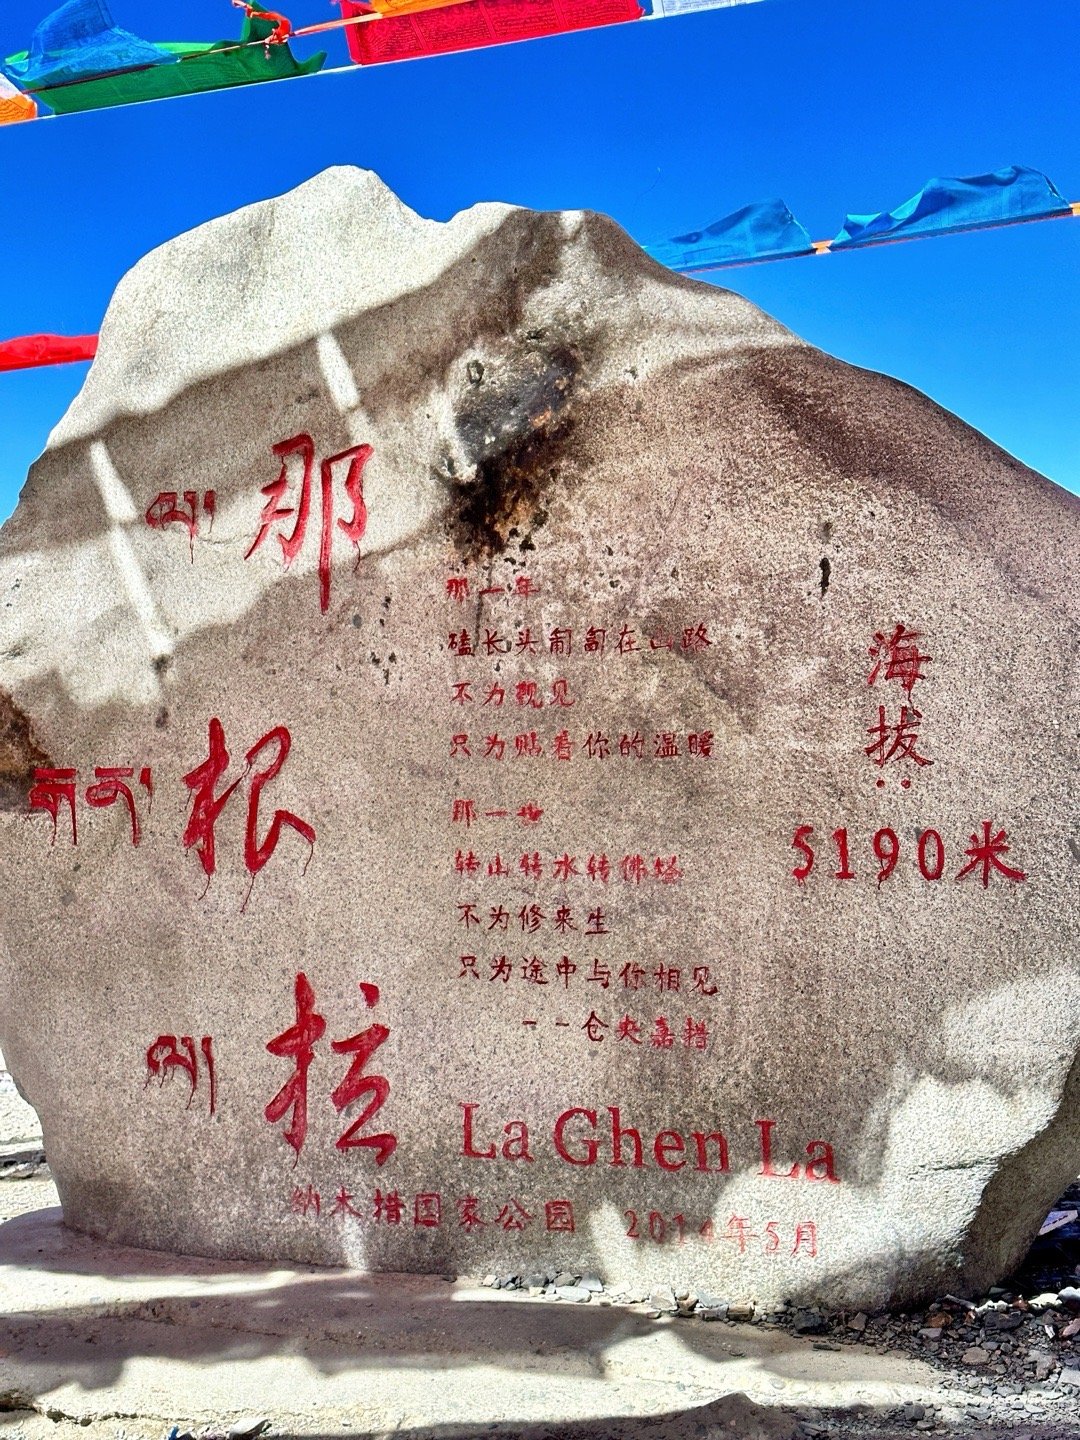 ལ། 那
གན་ 根
ལ། 拉
那一年
磕长头匍匐在山路
不为觐见
只为贴着你的温暖
那一世
转山转水转佛塔
不为修来生
只为途中与你相见
--仓央嘉措
海拔:
5190米
La Ghen La
纳木措国家公园 2014年5月